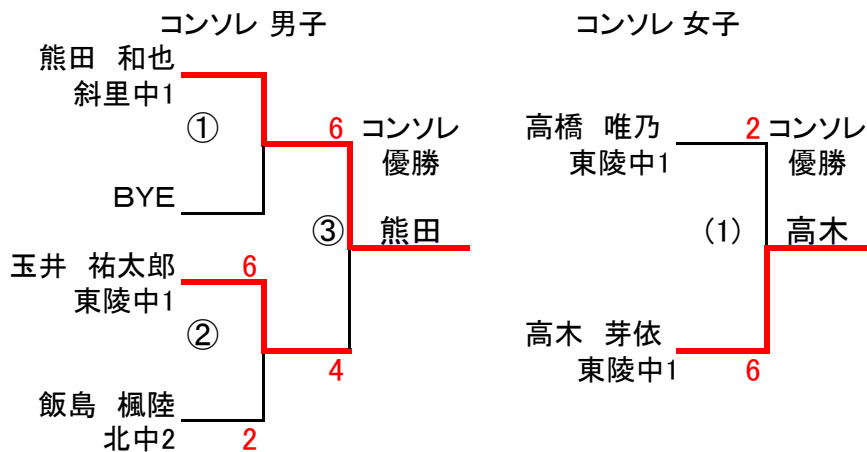 コンソレ 男子
熊田 和也
斜里中1
①
BYE
6
コンソレ
優勝
③
熊田
玉井 祐太郎
東陵中1
6
②
4
飯島 楓陸
北中2
2
コンソレ 女子
高橋 唯乃
東陵中1
2
コンソレ
優勝
(1)
高木
高木 芽依
東陵中1
6